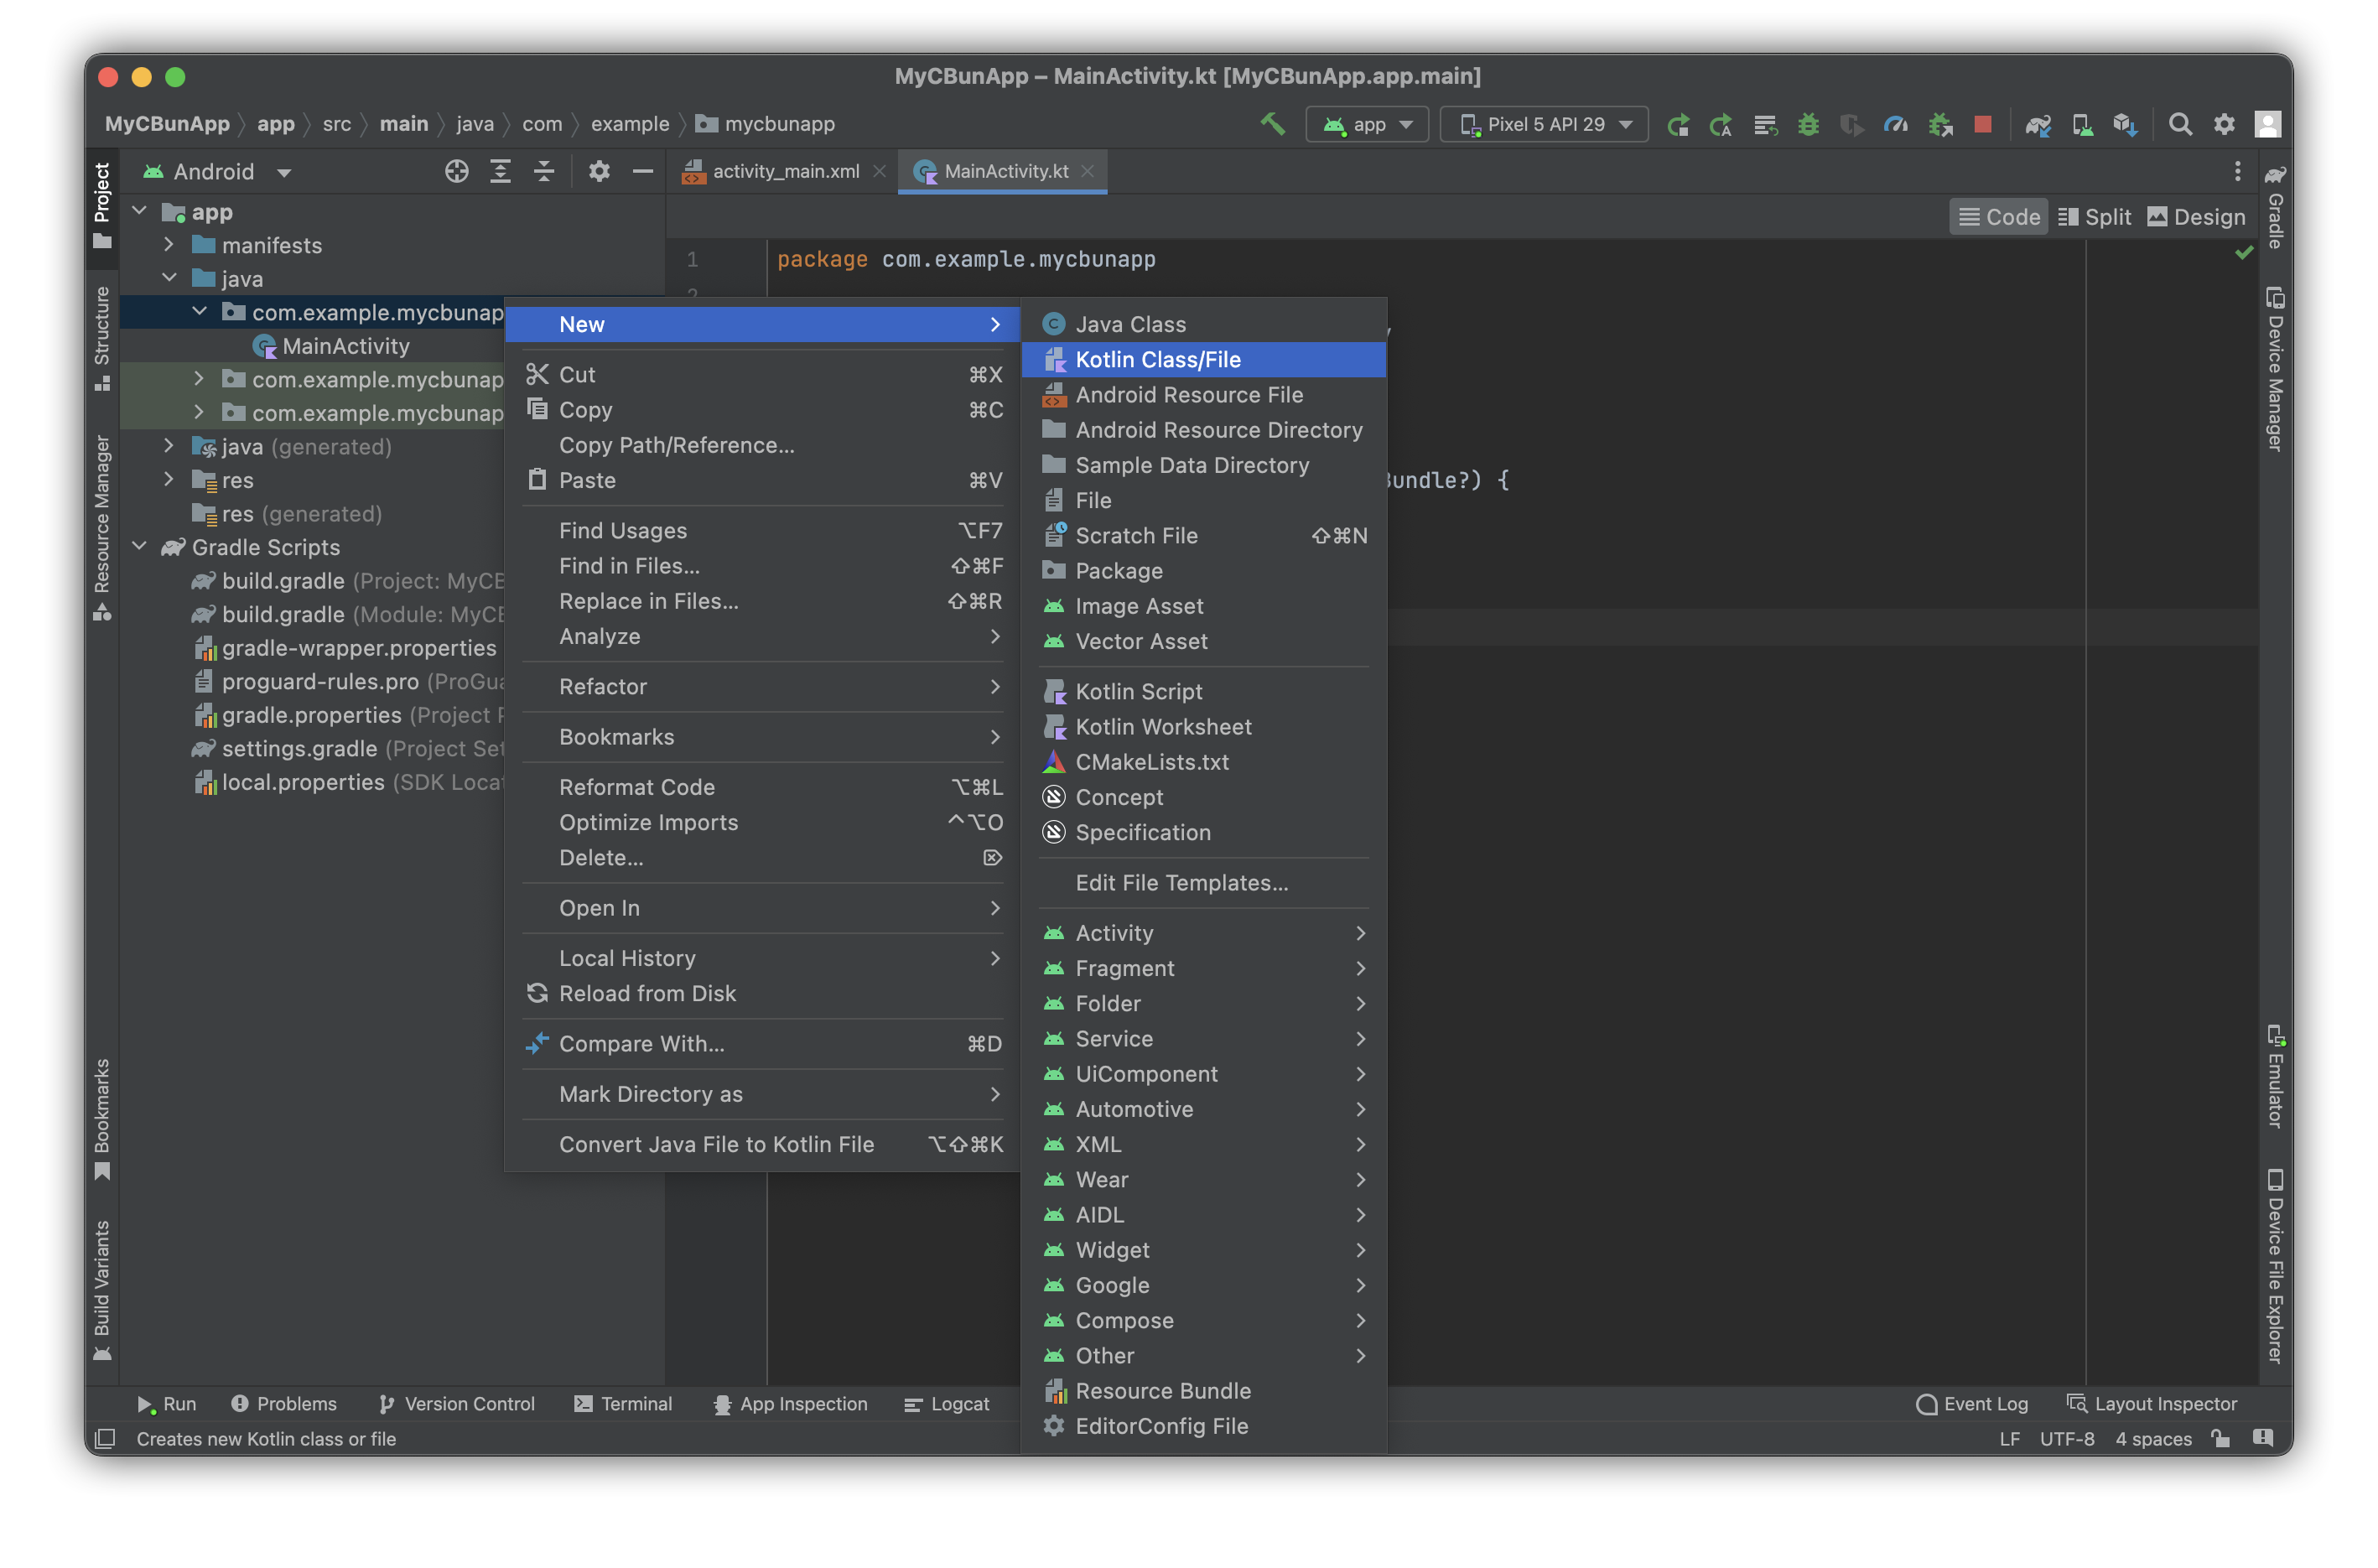 MyCBunApp – MainActivity.kt [MyCBunApp.app.main]
MyCBunApp app src main java com example mycbunapp
app
Pixel 5 API 29
Project
Structure
Resource Manager
Bookmarks
Build Variants
Android
app
manifests
java
com.example.mycbunap
MainActivity
com.example.mycbunap
com.example.mycbunap
java (generated)
res
res (generated)
Gradle Scripts
build.gradle (Project: MyCB
build.gradle (Module: MyCB
gradle-wrapper.properties
proguard-rules.pro (ProGua
gradle.properties (Project P
settings.gradle (Project Set
local.properties (SDK Locat
activity_main.xml
MainActivity.kt
Code
Split
Design
1 package com.example.mycbunapp
2
Bundle?) {
New
Cut ⌘X
Copy ⌘C
Copy Path/Reference...
Paste ⌘V
Find Usages ⌥F7
Find in Files... ⇧⌘F
Replace in Files... ⇧⌘R
Analyze
Refactor
Bookmarks
Reformat Code ⌥⌘L
Optimize Imports ^⌥O
Delete... ⌦
Open In
Local History
Reload from Disk
Compare With... ⌘D
Mark Directory as
Convert Java File to Kotlin File ⌥⇧⌘K
Java Class
Kotlin Class/File
Android Resource File
Android Resource Directory
Sample Data Directory
File
Scratch File ⇧⌘N
Package
Image Asset
Vector Asset
Kotlin Script
Kotlin Worksheet
CMakeLists.txt
Concept
Specification
Edit File Templates...
Activity
Fragment
Folder
Service
UiComponent
Automotive
XML
Wear
AIDL
Widget
Google
Compose
Other
Resource Bundle
EditorConfig File
Gradle
Device Manager
Emulator
Device File Explorer
Run
Problems
Version Control
Terminal
App Inspection
Logcat
Event Log
Layout Inspector
Creates new Kotlin class or file
LF UTF-8 4 spaces